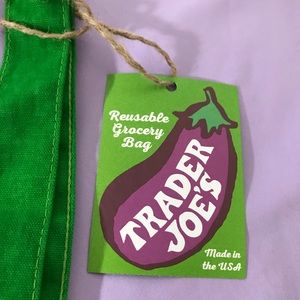 Reusable
Grocery
Bag
TRADER
JOE'S
Made in
the USA